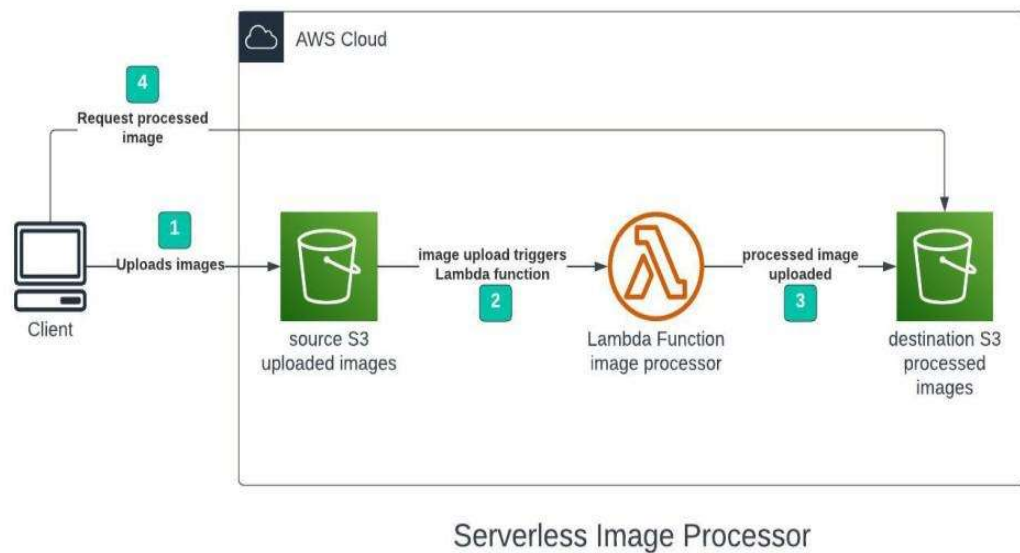 AWS Cloud
4
Request processed
image
1
Uploads images
image upload triggers
Lambda function
2
processed image
uploaded
3
Client
source S3
uploaded images
Lambda Function
image processor
destination S3
processed
images
Serverless Image Processor